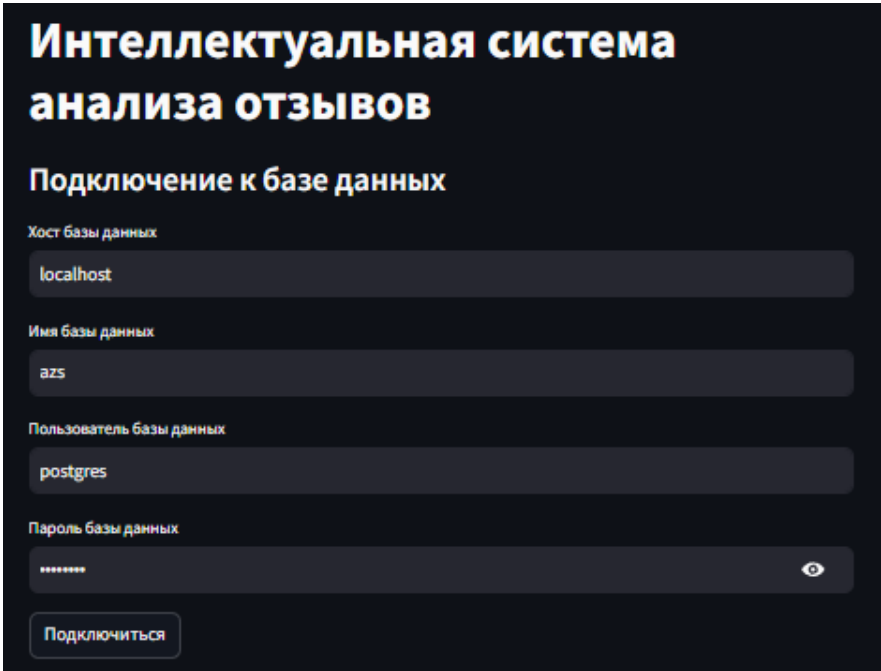 Интеллектуальная система
анализа отзывов
Подключение к базе данных
Хост базы данных
localhost
Имя базы данных
azs
Пользователь базы данных
postgres
Пароль базы данных
••••••••
Подключиться